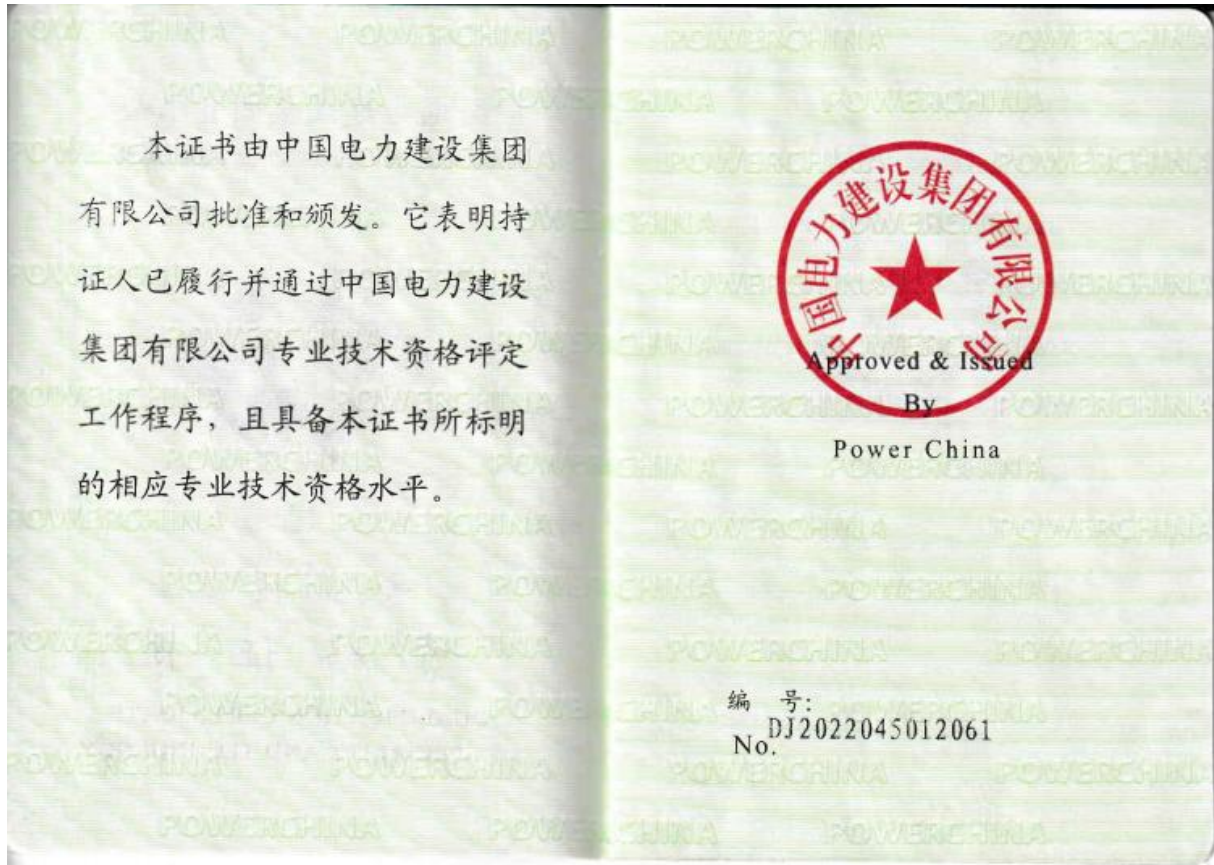 本证书由中国电力建设集团
有限公司批准和颁发。它表明持
证人已履行并通过中国电力建设
集团有限公司专业技术资格评定
工作程序，且具备本证书所标明
的相应专业技术资格水平。
中国电力建设集团有限公司
Approved & Issued
By
Power China
编 号:
No.DJ2022045012061